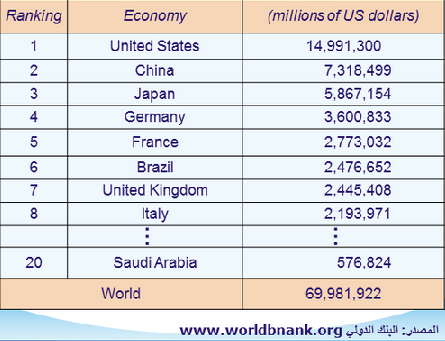 Ranking Economy (millions of US dollars)
1 United States 14,991,300
2 China 7,318,499
3 Japan 5,867,154
4 Germany 3,600,833
5 France 2,773,032
6 Brazil 2,476,652
7 United Kingdom 2,445,408
8 Italy 2,193,971
20 Saudi Arabia 576,824
World 69,981,922
المصدر: البنك الدولي www.worldbnank.org